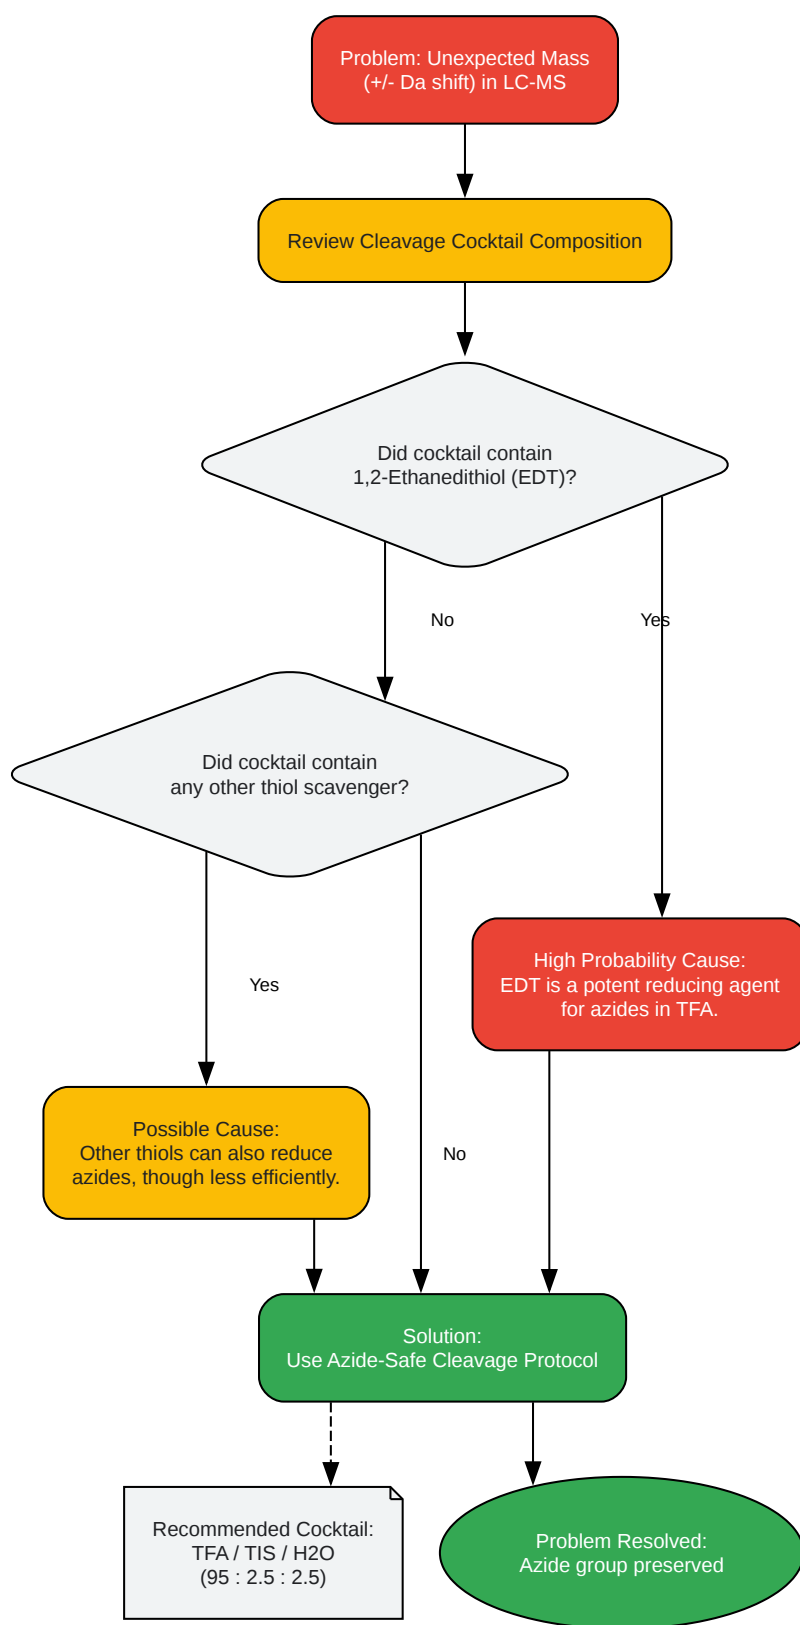 Problem: Unexpected Mass
(+/- Da shift) in LC-MS
Review Cleavage Cocktail Composition
Did cocktail contain
1,2-Ethanedithiol (EDT)?
No
Yes
Did cocktail contain
any other thiol scavenger?
High Probability Cause:
EDT is a potent reducing agent
for azides in TFA.
Yes
Possible Cause:
Other thiols can also reduce
azides, though less efficiently.
No
Solution:
Use Azide-Safe Cleavage Protocol
Recommended Cocktail:
TFA / TIS / H2O
(95 : 2.5 : 2.5)
Problem Resolved:
Azide group preserved